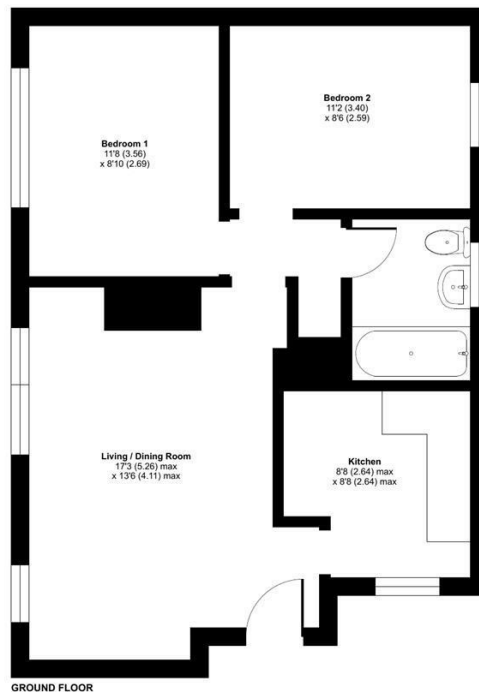 Bedroom 1
11'8 (3.56)
x 8'10 (2.69)
Bedroom 2
11'2 (3.40)
x 8'6 (2.59)
Living / Dining Room
17'3 (5.26) max
x 13'6 (4.11) max
Kitchen
8'8 (2.64) max
x 8'8 (2.64) max
GROUND FLOOR